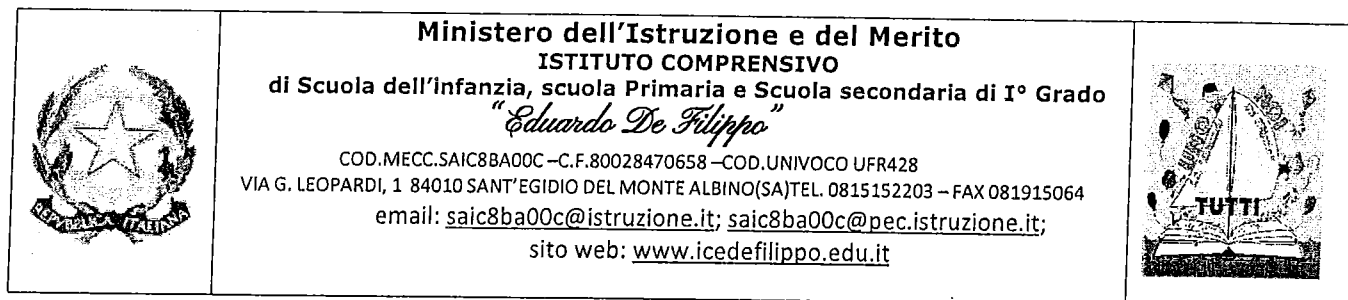 Ministero dell'Istruzione e del Merito
ISTITUTO COMPRENSIVO
di Scuola dell'infanzia, scuola Primaria e Scuola secondaria di I° Grado
"Eduardo De Filippo"
COD.MECC.SAIC8BA00C–C.F.80028470658–COD.UNIVOCO UFR428
VIA G. LEOPARDI, 1 84010 SANT'EGIDIO DEL MONTE ALBINO(SA)TEL. 0815152203 – FAX 081915064
email: saic8ba00c@istruzione.it; saic8ba00c@pec.istruzione.it;
sito web: www.icedefilippo.edu.it
REPVBBLICA ITALIANA
TUTTI